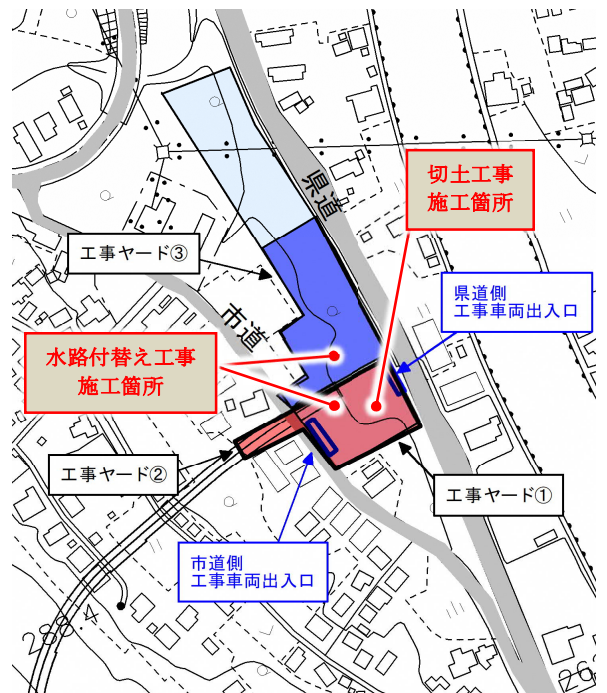 県道
切土工事
施工箇所
工事ヤード③
県道側
工事車両出入口
市道
水路付替え工事
施工箇所
工事ヤード②
工事ヤード①
市道側
工事車両出入口